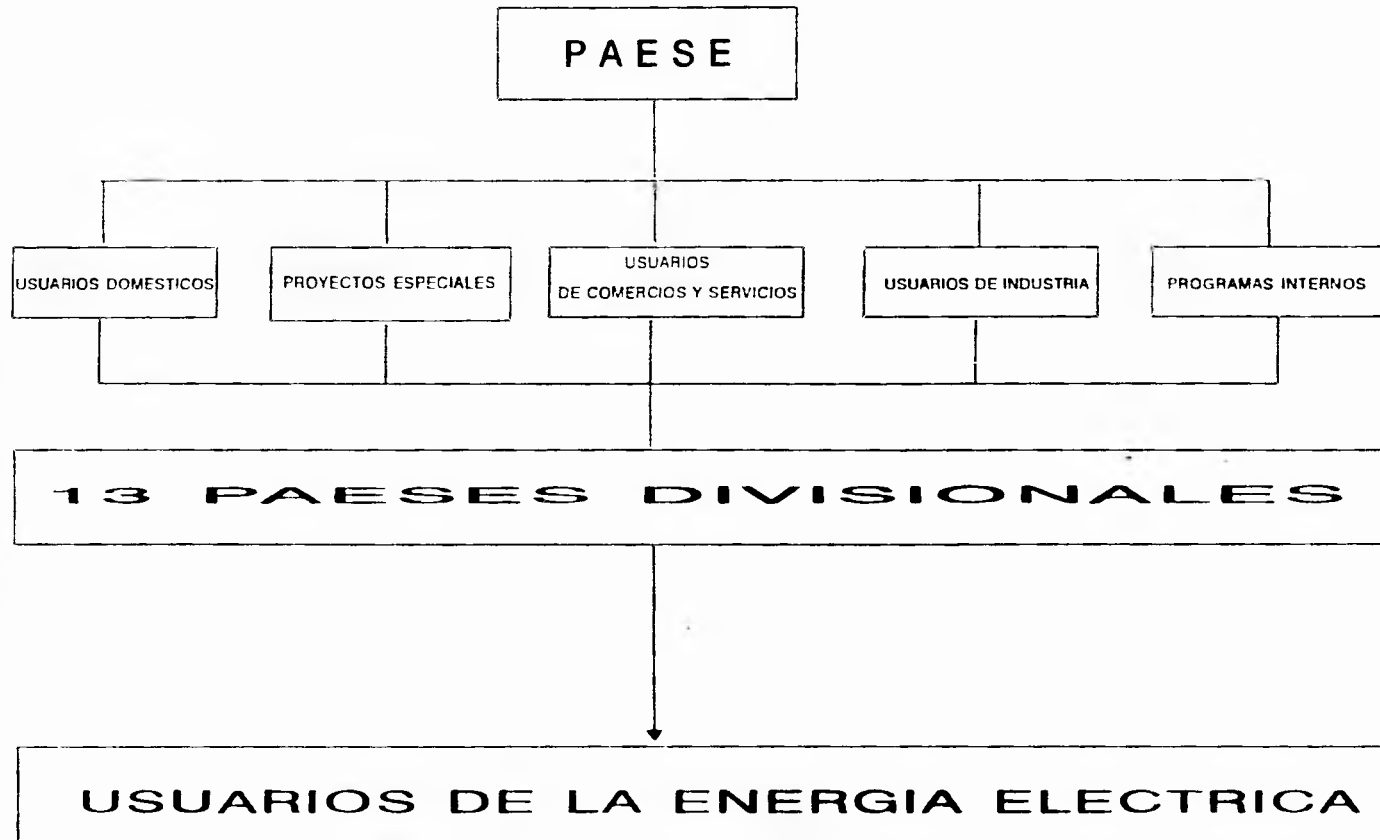 PAESE
USUARIOS DOMESTICOS
PROYECTOS ESPECIALES
USUARIOS
DE COMERCIOS Y SERVICIOS
USUARIOS DE INDUSTRIA
PROGRAMAS INTERNOS
13 PAESES DIVISIONALES
USUARIOS DE LA ENERGIA ELECTRICA